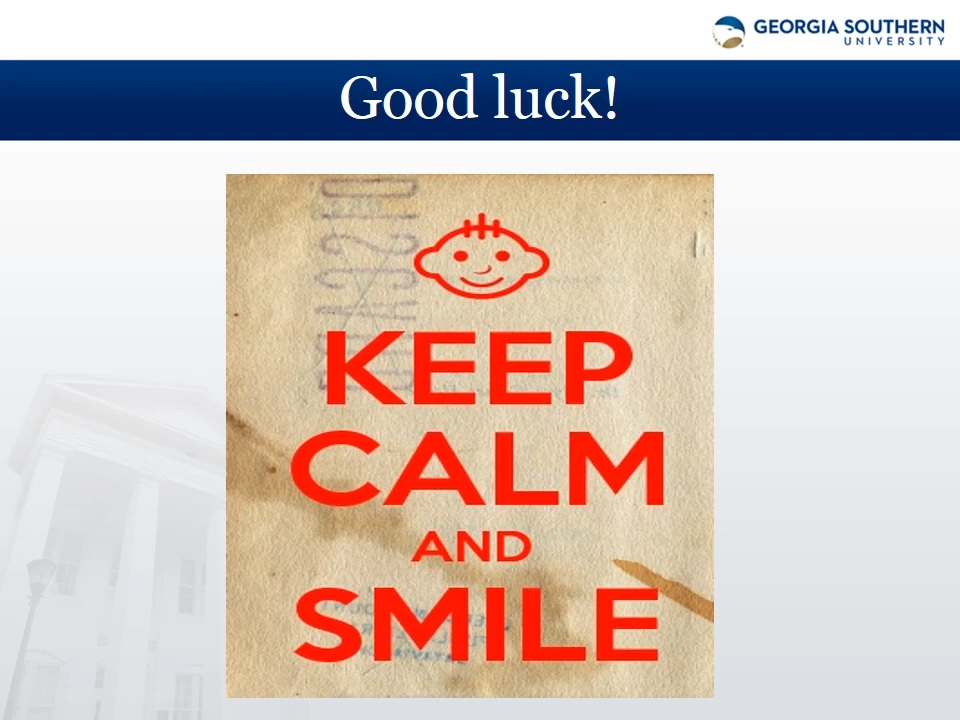 GEORGIA SOUTHERN
UNIVERSITY
Good luck!
KEEP
CALM
AND
SMILE